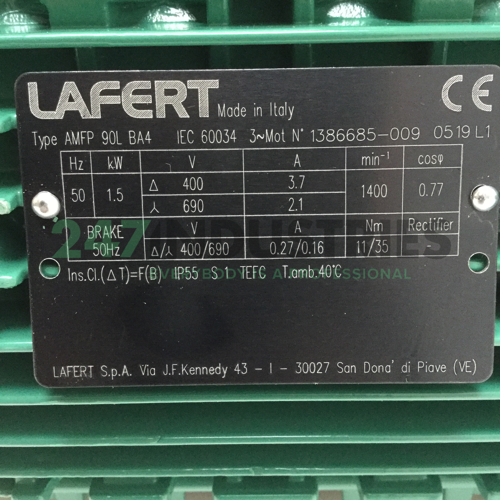 LAFERT Made in Italy CE
Type AMFP 90L BA4 IEC 60034 3~Mot N° 1386685-009 0519 L1
Hz kW V A min⁻¹ cosφ
50 1.5 Δ 400 3.7 1400 0.77
⅄ 690 2.1
BRAKE V A Nm Rectifier
50Hz Δ/⅄ 400/690 0.27/0.16 11/35 -
247 INDUSTRIES
Ins.Cl.(ΔT)=F(B) IP55 S1 TEFC T.amb.40°C
LAFERT S.p.A. Via J.F.Kennedy 43 - I - 30027 San Dona' di Piave (VE)